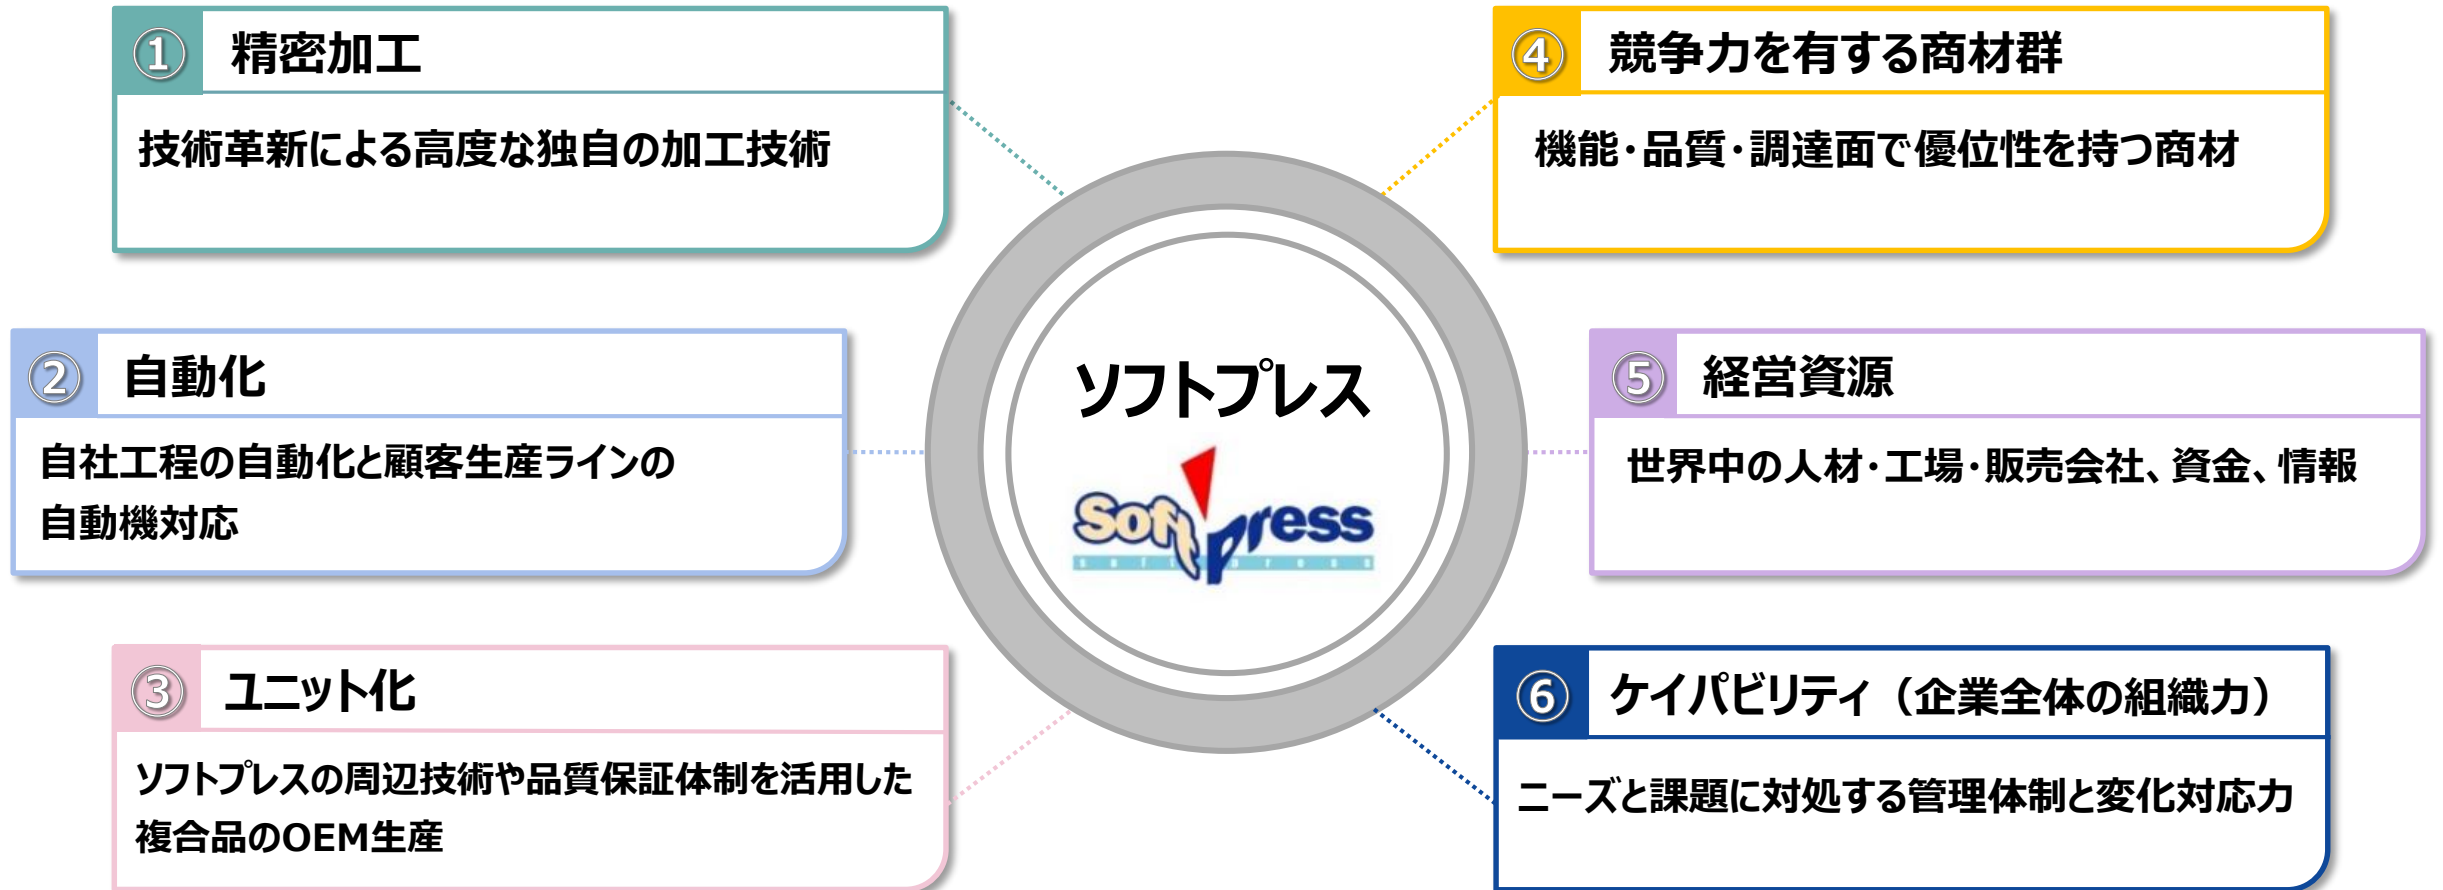 ① 精密加工
技術革新による高度な独自の加工技術
② 自動化
自社工程の自動化と顧客生産ラインの
自動機対応
③ ユニット化
ソフトプレスの周辺技術や品質保証体制を活用した
複合品のOEM生産
ソフトプレス
Soft Press
soft press
④ 競争力を有する商材群
機能・品質・調達面で優位性を持つ商材
⑤ 経営資源
世界中の人材・工場・販売会社、資金、情報
⑥ ケイパビリティ（企業全体の組織力）
ニーズと課題に対処する管理体制と変化対応力